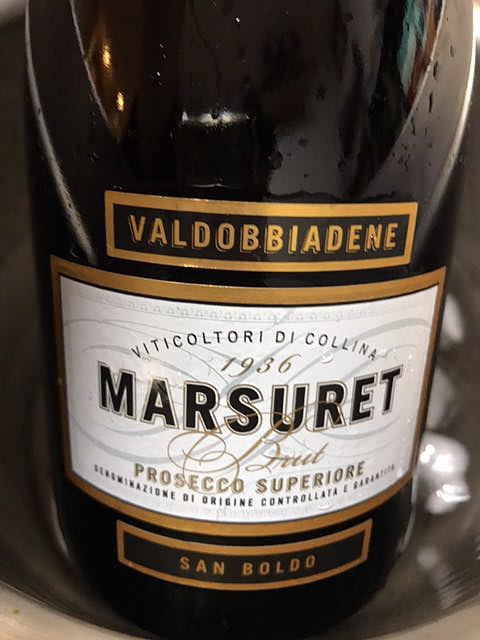 VALDOBBIADENE
VITICOLTORI DI COLLINA
1936
MARSURET
Brut
PROSECCO SUPERIORE
DENOMINAZIONE DI ORIGINE CONTROLLATA E GARANTITA
SAN BOLDO